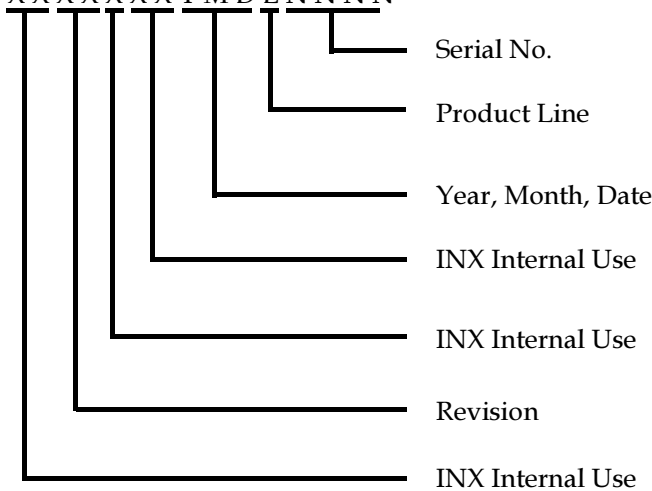 X X X X X X X Y M D L N N N N
Serial No.
Product Line
Year, Month, Date
INX Internal Use
INX Internal Use
Revision
INX Internal Use